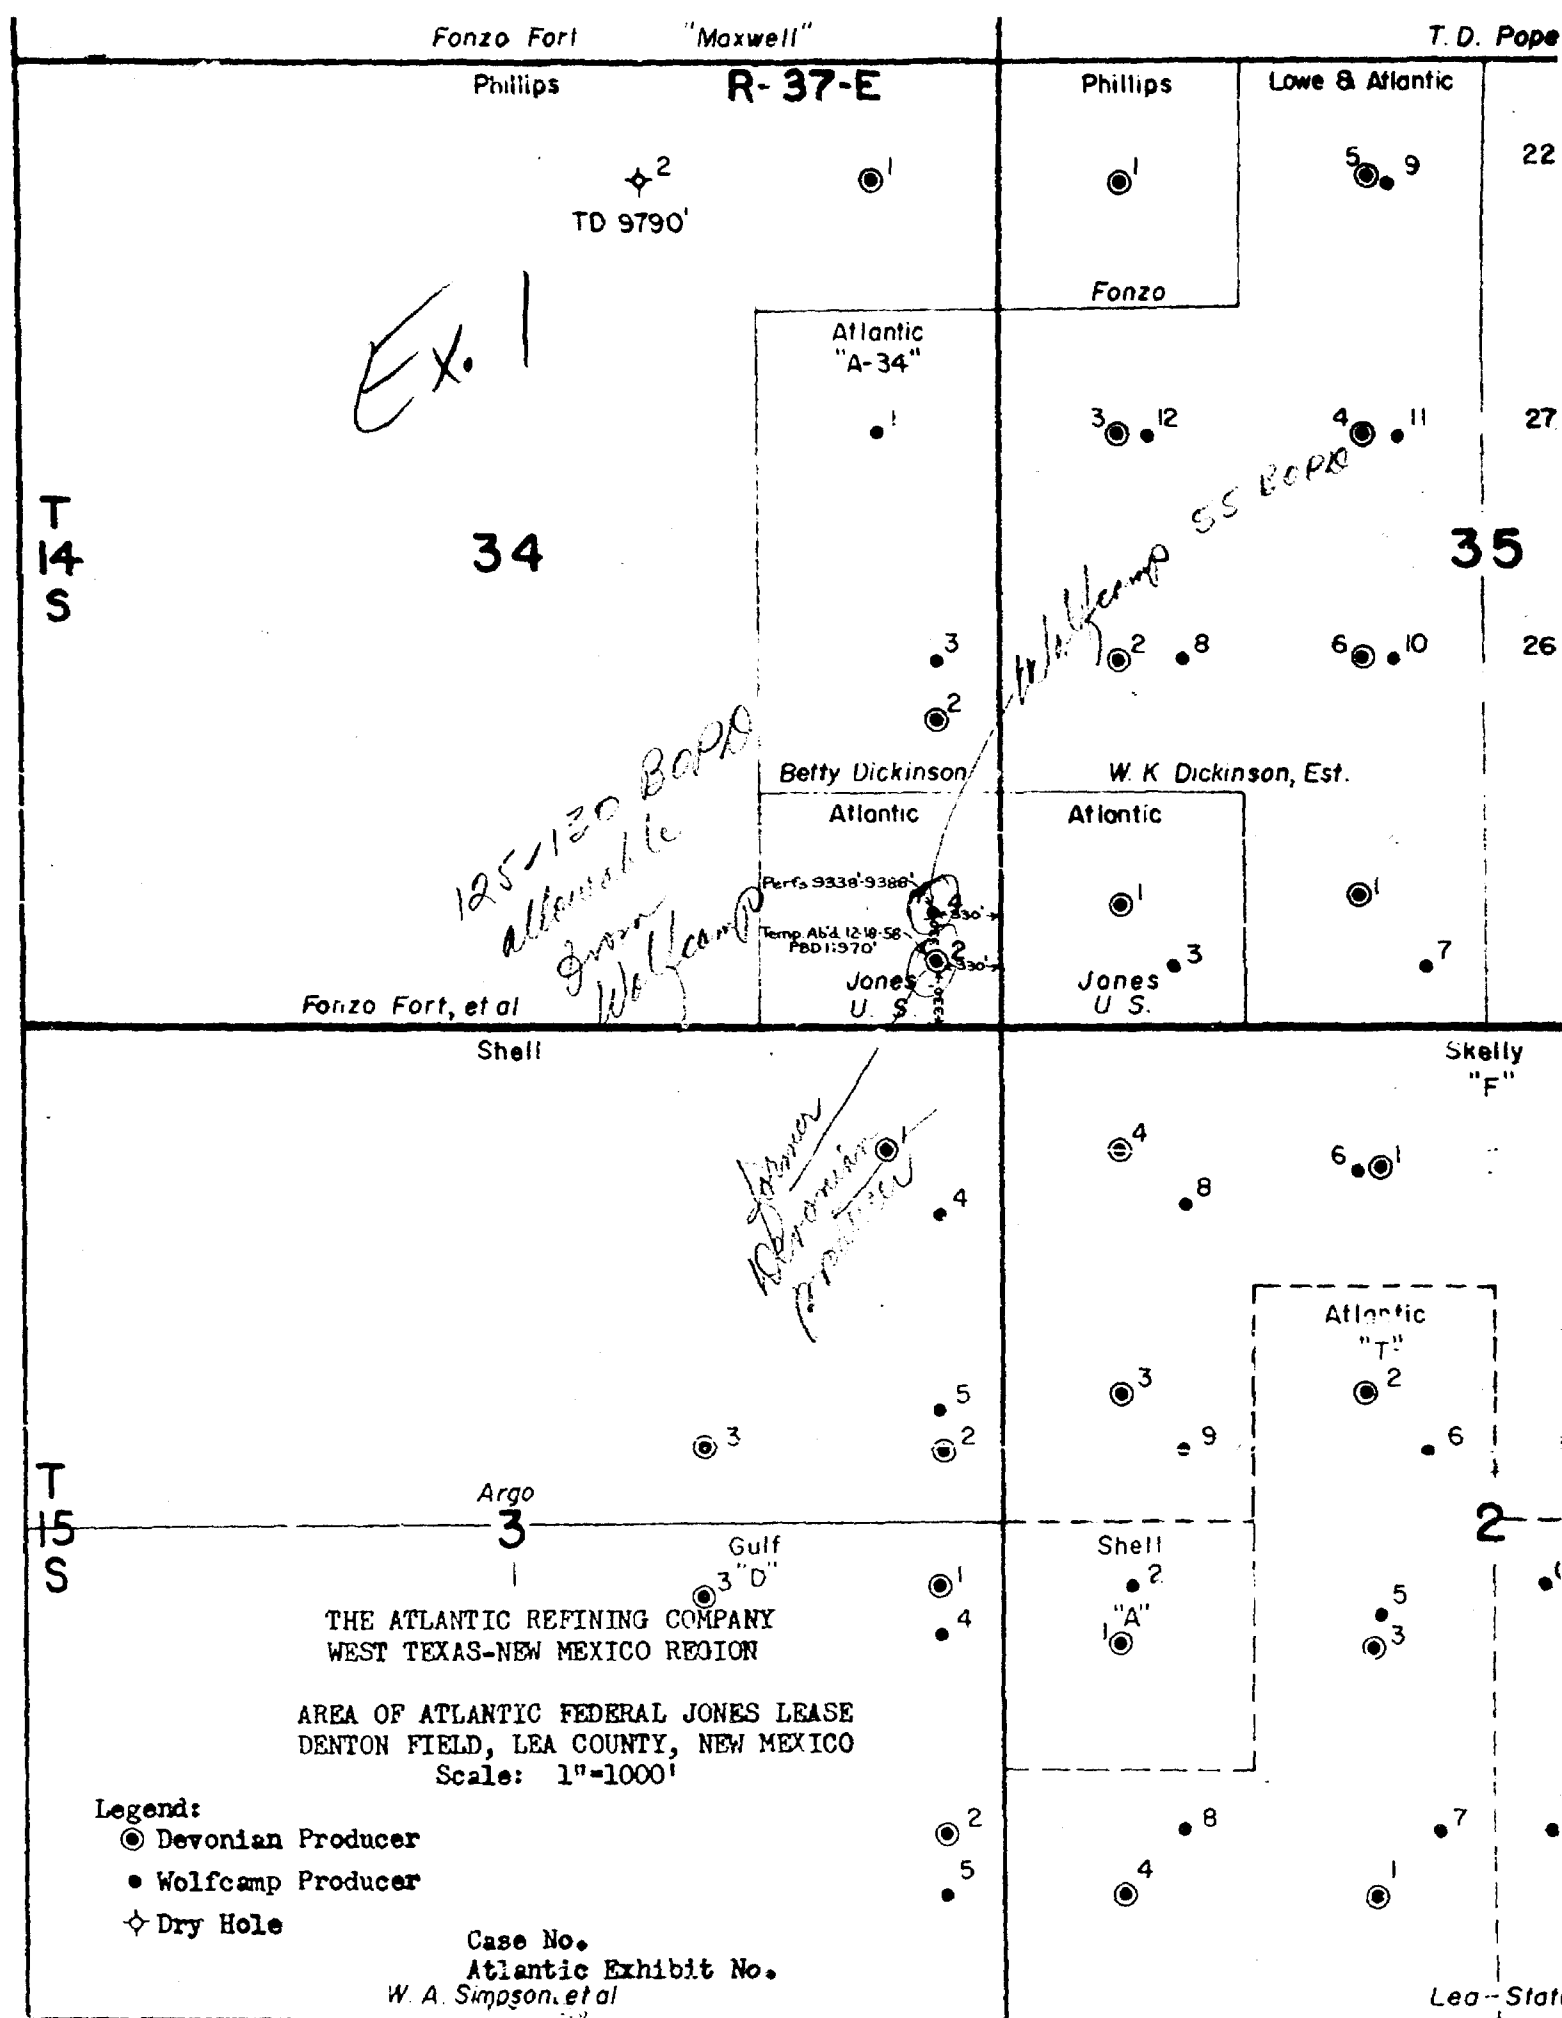 Fonzo Fort "Maxwell" T. D. Pope
Phillips R-37-E Phillips Lowe & Atlantic
2 1 1 5 9 22
TD 9790'
Ex. 1
Fonzo
Atlantic
"A-34"
1 3 12 4 11 27
55 BOPD
Wolfcamp
T
14
S
34 35
3 2 8 6 10 26
2
125-130 BOPD
allowable
from
Wolfcamp
Betty Dickinson W. K Dickinson, Est.
Atlantic Atlantic
Perfs 9338'-9388' 4 330' 1 1
330'
Temp. Ab'd. 12-18-58
PBD 11970' 2 330' 3 7
330'
Jones Jones
U. S. U S.
Fonzo Fort, et al
Shell Skelly
"F"
former
Devonian
producer
1 4 6 1
4 8
Atlantic
"T"
3 2
5
3 2 9 6
T
15
S
Argo
3 2
Gulf Shell
"D"
3 1 2
5
4 1 "A" 3
THE ATLANTIC REFINING COMPANY
WEST TEXAS-NEW MEXICO REGION
AREA OF ATLANTIC FEDERAL JONES LEASE
DENTON FIELD, LEA COUNTY, NEW MEXICO
Scale: 1"=1000'
Legend:
Devonian Producer
Wolfcamp Producer
Dry Hole
2 8 7
5 4 1
Case No.
Atlantic Exhibit No.
W. A. Simpson, et al Lea-Stat